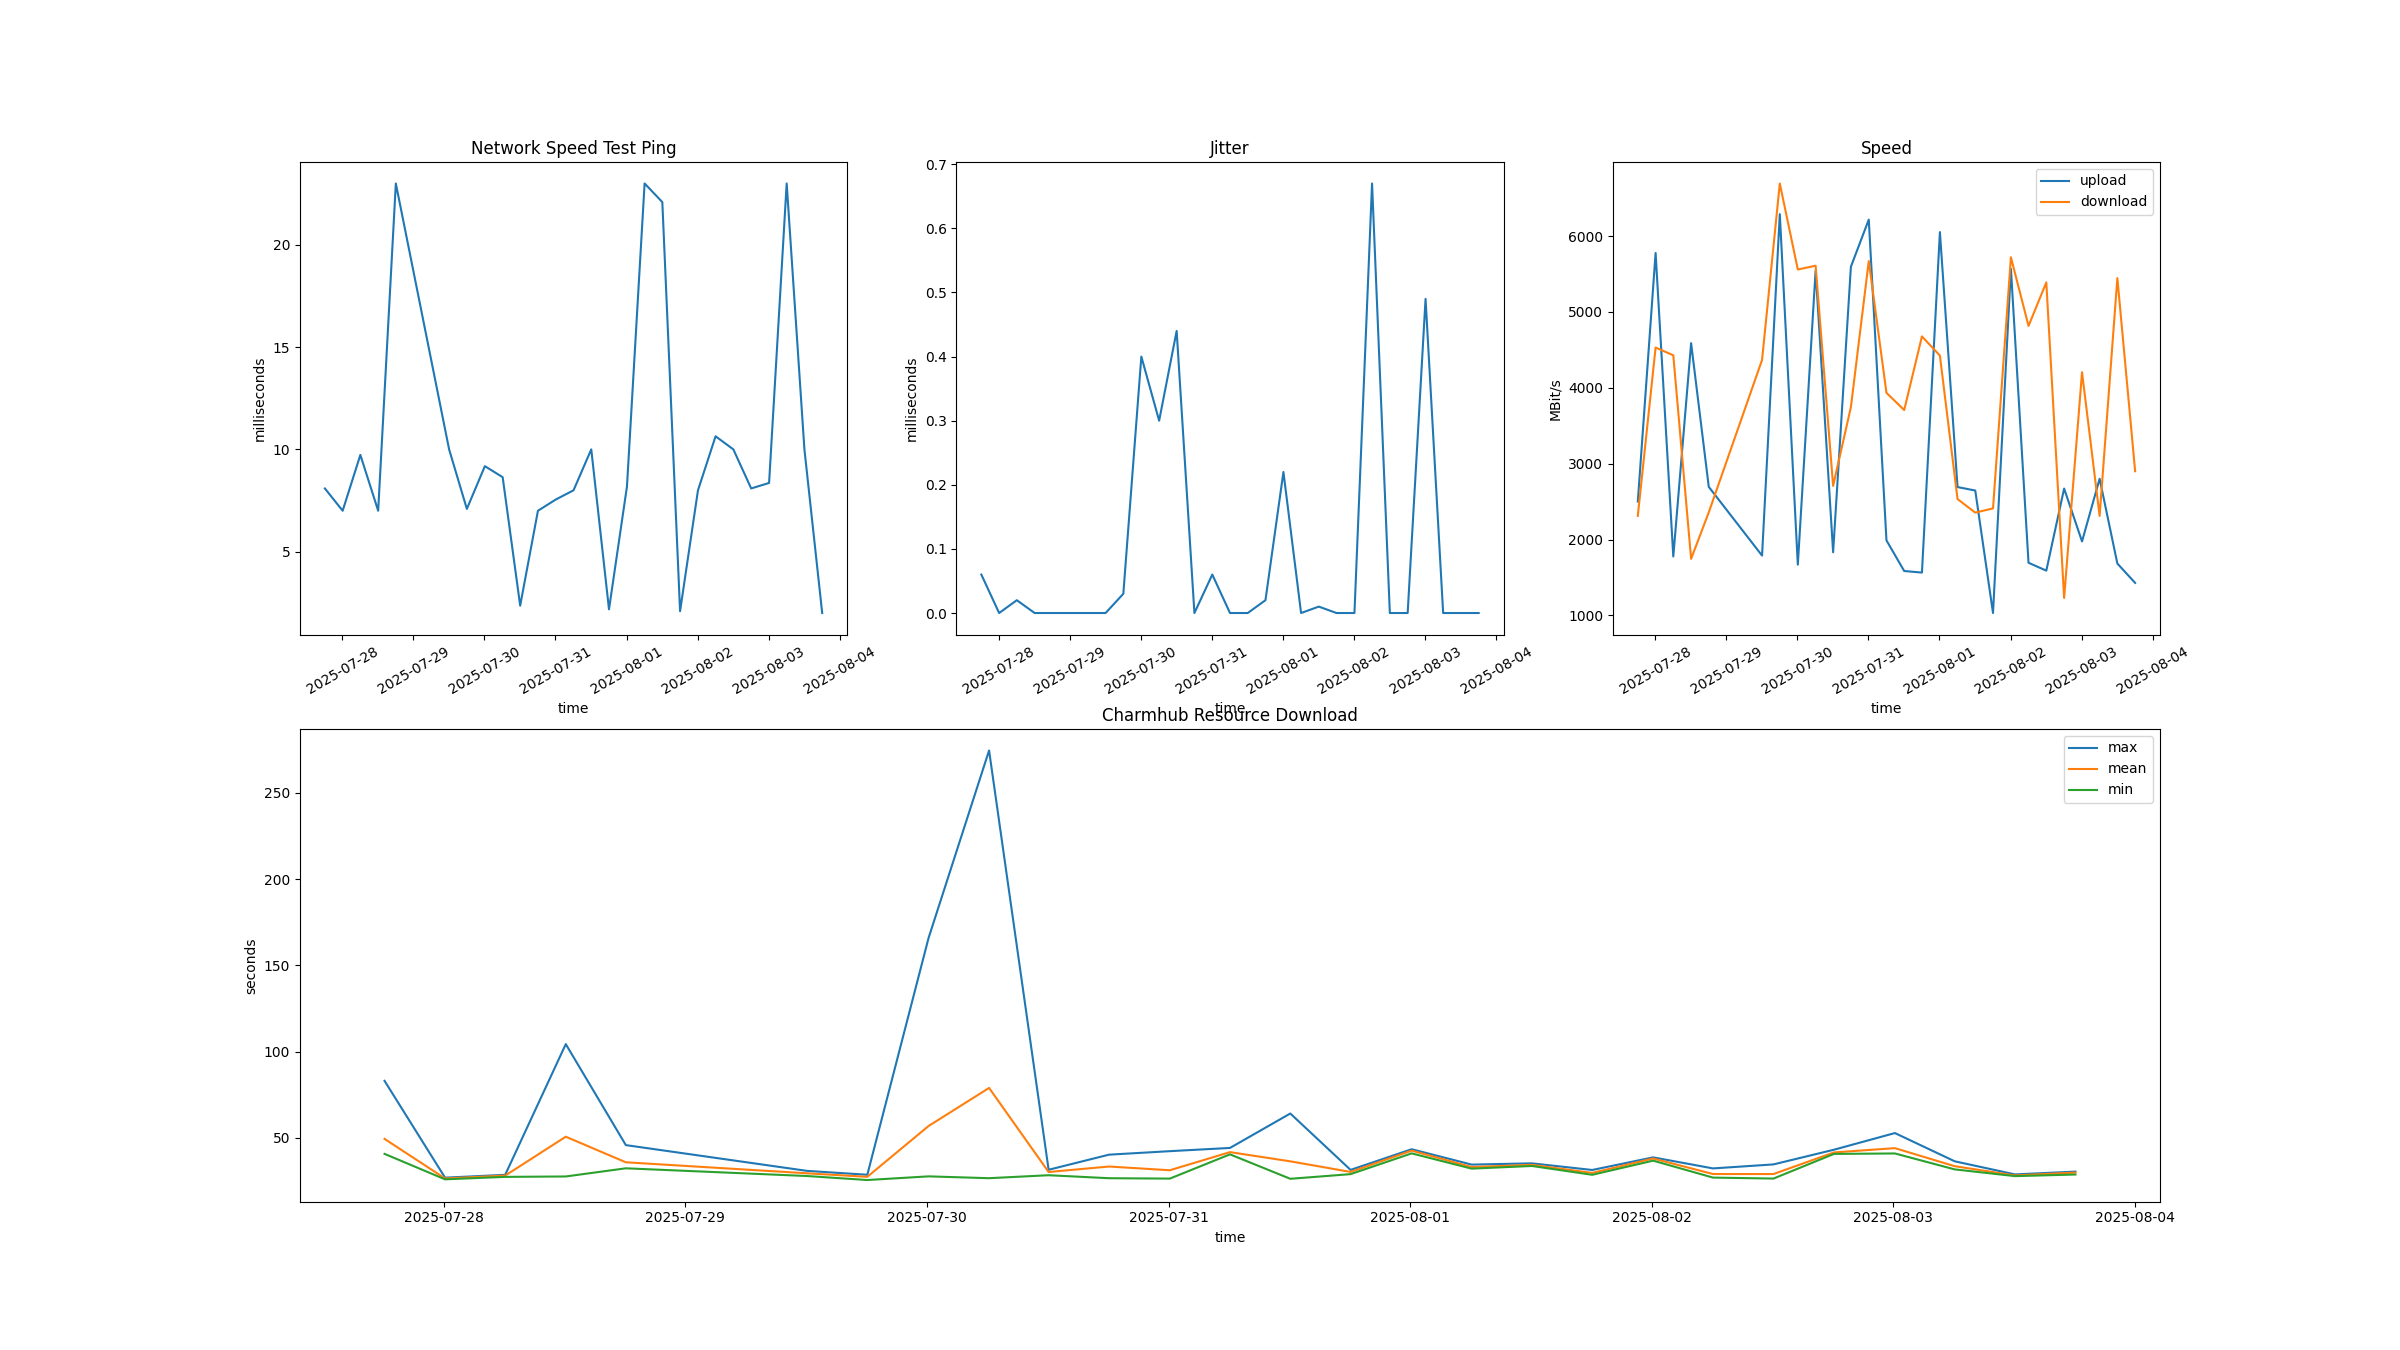 Network Speed Test Ping
milliseconds
20
15
10
5
2025-07-28 2025-07-29 2025-07-30 2025-07-31 2025-08-01 2025-08-02 2025-08-03 2025-08-04
time
Jitter
milliseconds
0.7
0.6
0.5
0.4
0.3
0.2
0.1
0.0
2025-07-28 2025-07-29 2025-07-30 2025-07-31 2025-08-01 2025-08-02 2025-08-03 2025-08-04
time
Speed
upload
download
MBit/s
6000
5000
4000
3000
2000
1000
2025-07-28 2025-07-29 2025-07-30 2025-07-31 2025-08-01 2025-08-02 2025-08-03 2025-08-04
time
Charmhub Resource Download
max
mean
min
seconds
250
200
150
100
50
2025-07-28 2025-07-29 2025-07-30 2025-07-31 2025-08-01 2025-08-02 2025-08-03 2025-08-04
time